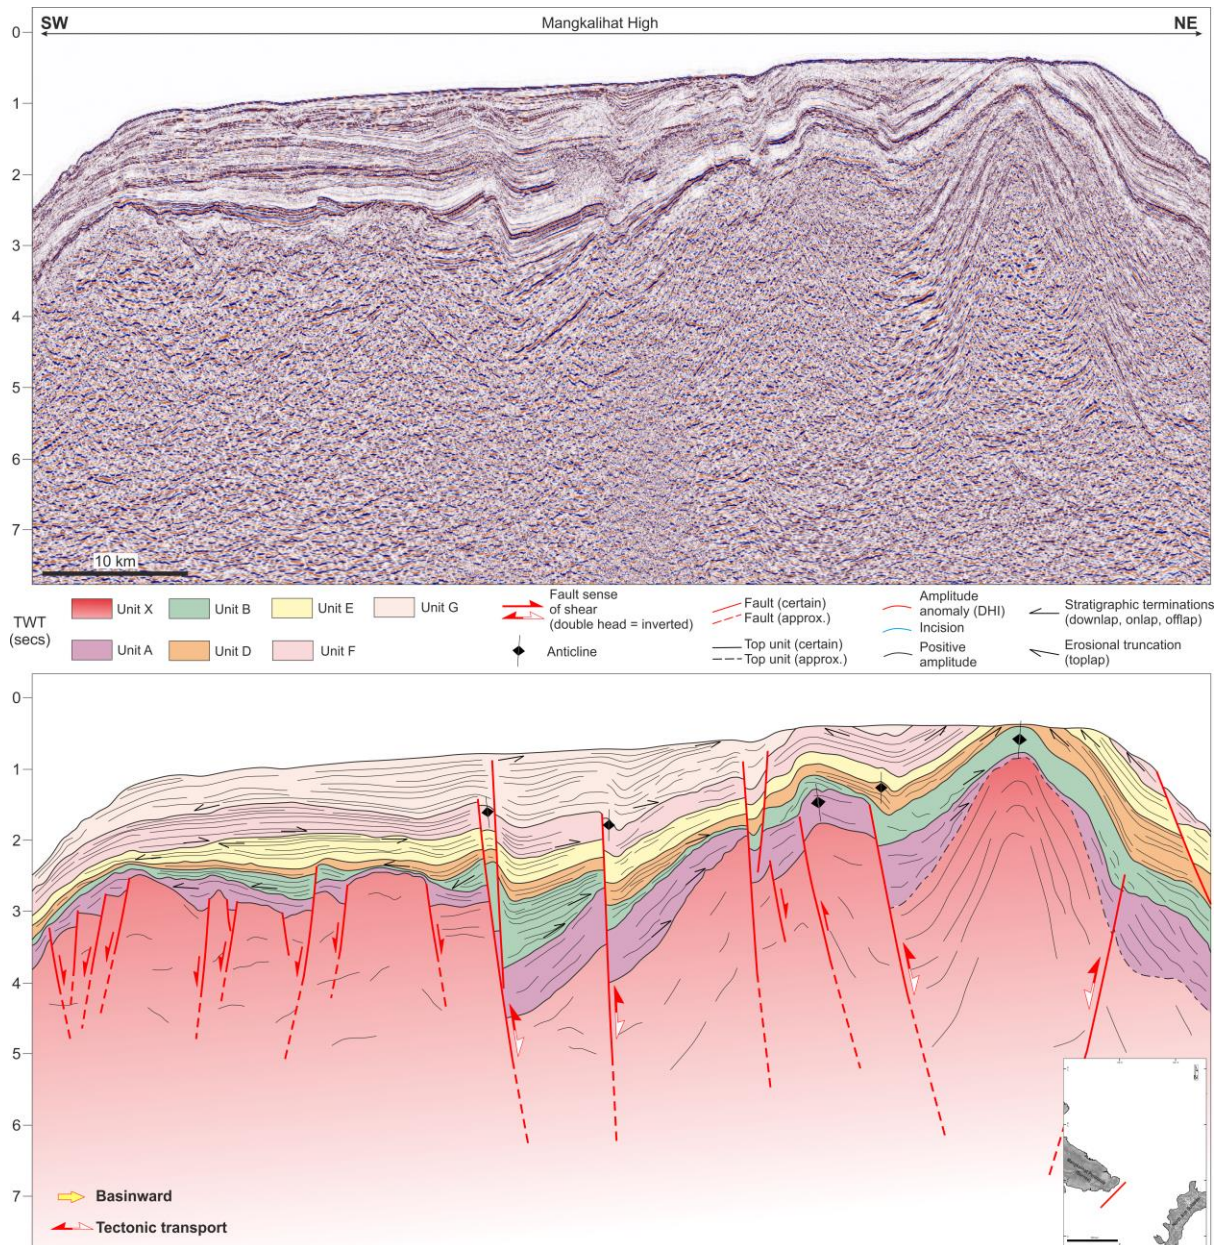 SW Mangkalihat High NE
0
1
2
3
4
5
6
7
10 km
TWT
(secs)
Unit X
Unit B
Unit E
Unit G
Unit A
Unit D
Unit F
Fault sense
of shear
(double head = inverted)
Anticline
Fault (certain)
Fault (approx.)
Top unit (certain)
Top unit (approx.)
Amplitude
anomaly (DHI)
Incision
Positive
amplitude
Stratigraphic terminations
(downlap, onlap, offlap)
Erosional truncation
(toplap)
0
1
2
3
4
5
6
7
Basinward
Tectonic transport